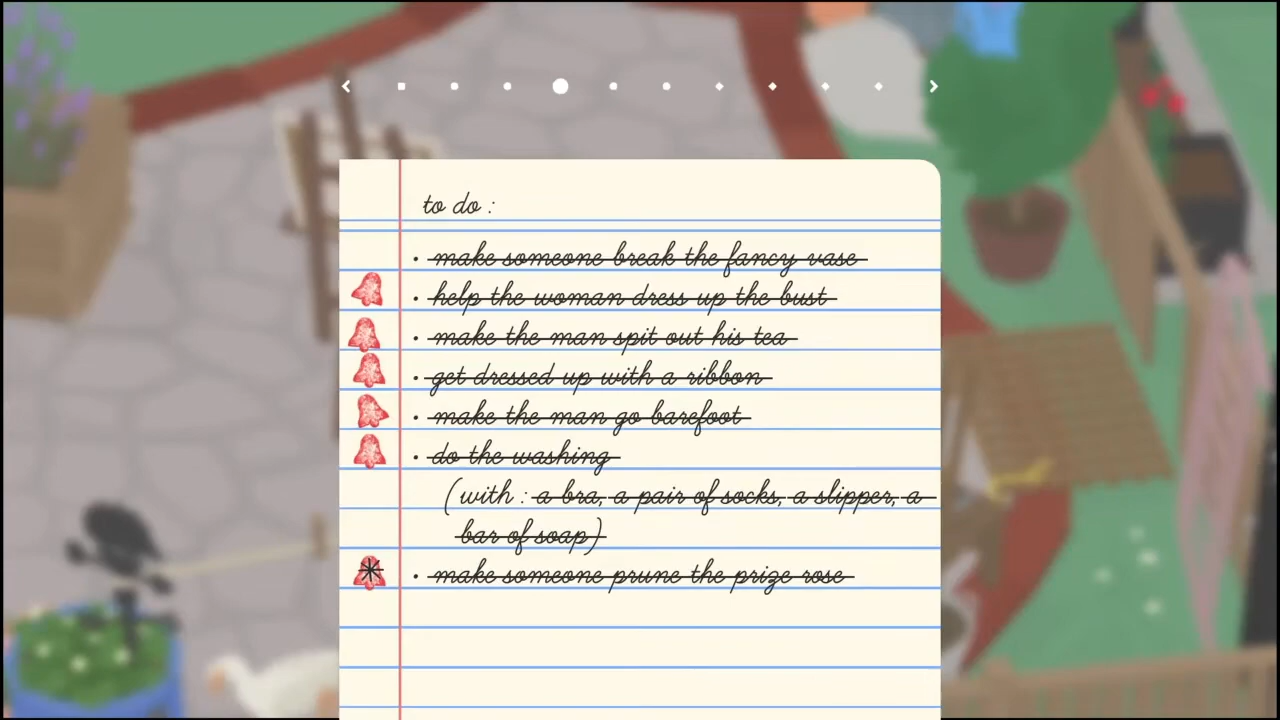 to do :
• make someone break the fancy vase
• help the woman dress up the bust
• make the man spit out his tea
• get dressed up with a ribbon
• make the man go barefoot
• do the washing
(with : a bra, a pair of socks, a slipper, a
bar of soap)
• make someone prune the prize rose